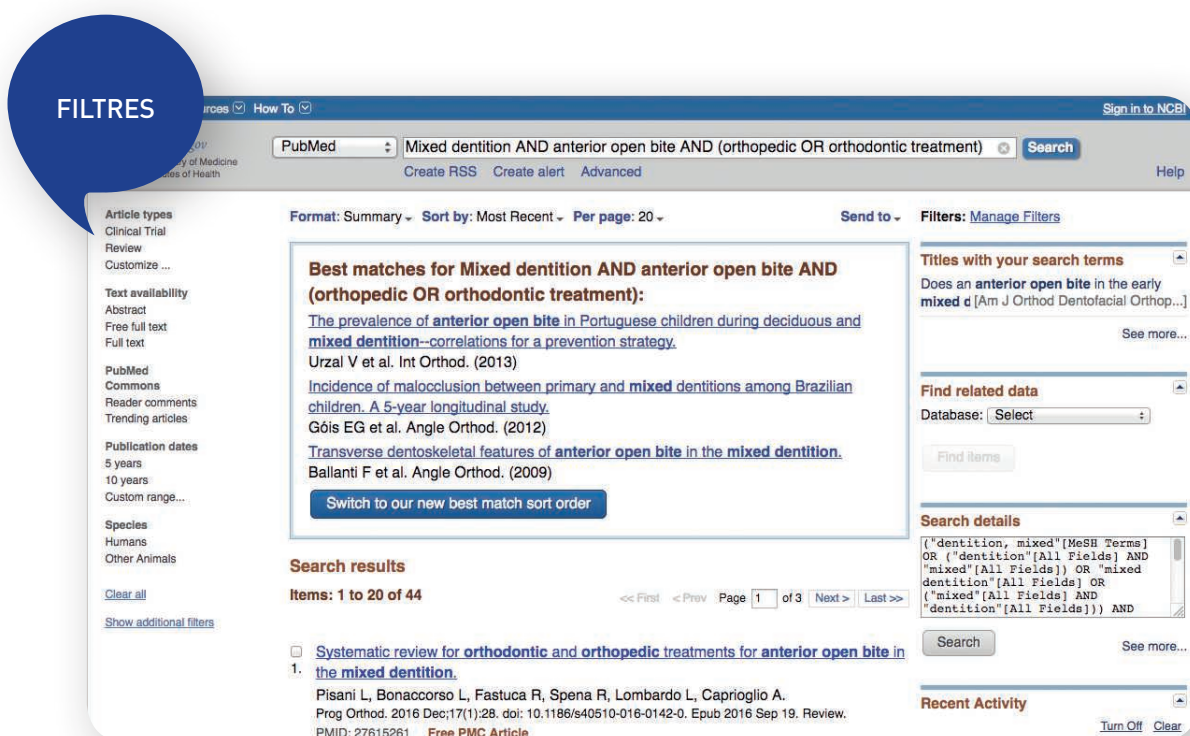 FILTRES
How To
Sign in to NCBI
PubMed
Mixed dentition AND anterior open bite AND (orthopedic OR orthodontic treatment)
Search
of Medicine
of Health
Create RSS Create alert Advanced
Help
Article types
Clinical Trial
Review
Customize ...
Text availability
Abstract
Free full text
Full text
PubMed
Commons
Reader comments
Trending articles
Publication dates
5 years
10 years
Custom range...
Species
Humans
Other Animals
Clear all
Show additional filters
Format: Summary Sort by: Most Recent Per page: 20
Send to
Best matches for Mixed dentition AND anterior open bite AND
(orthopedic OR orthodontic treatment):
The prevalence of anterior open bite in Portuguese children during deciduous and
mixed dentition--correlations for a prevention strategy.
Urzal V et al. Int Orthod. (2013)
Incidence of malocclusion between primary and mixed dentitions among Brazilian
children. A 5-year longitudinal study.
Góis EG et al. Angle Orthod. (2012)
Transverse dentoskeletal features of anterior open bite in the mixed dentition.
Ballanti F et al. Angle Orthod. (2009)
Switch to our new best match sort order
Search results
Items: 1 to 20 of 44
<< First < Prev Page 1 of 3 Next > Last >>
Systematic review for orthodontic and orthopedic treatments for anterior open bite in
1. the mixed dentition.
Pisani L, Bonaccorso L, Fastuca R, Spena R, Lombardo L, Caprioglio A.
Prog Orthod. 2016 Dec;17(1):28. doi: 10.1186/s40510-016-0142-0. Epub 2016 Sep 19. Review.
PMID: 27615261 Free PMC Article
Filters: Manage Filters
Titles with your search terms
Does an anterior open bite in the early
mixed d [Am J Orthod Dentofacial Orthop...]
See more...
Find related data
Database: Select
Find items
Search details
("dentition, mixed"[MeSH Terms]
OR ("dentition"[All Fields] AND
"mixed"[All Fields]) OR "mixed
dentition"[All Fields] OR
("mixed"[All Fields] AND
"dentition"[All Fields])) AND
Search
See more...
Recent Activity
Turn Off Clear